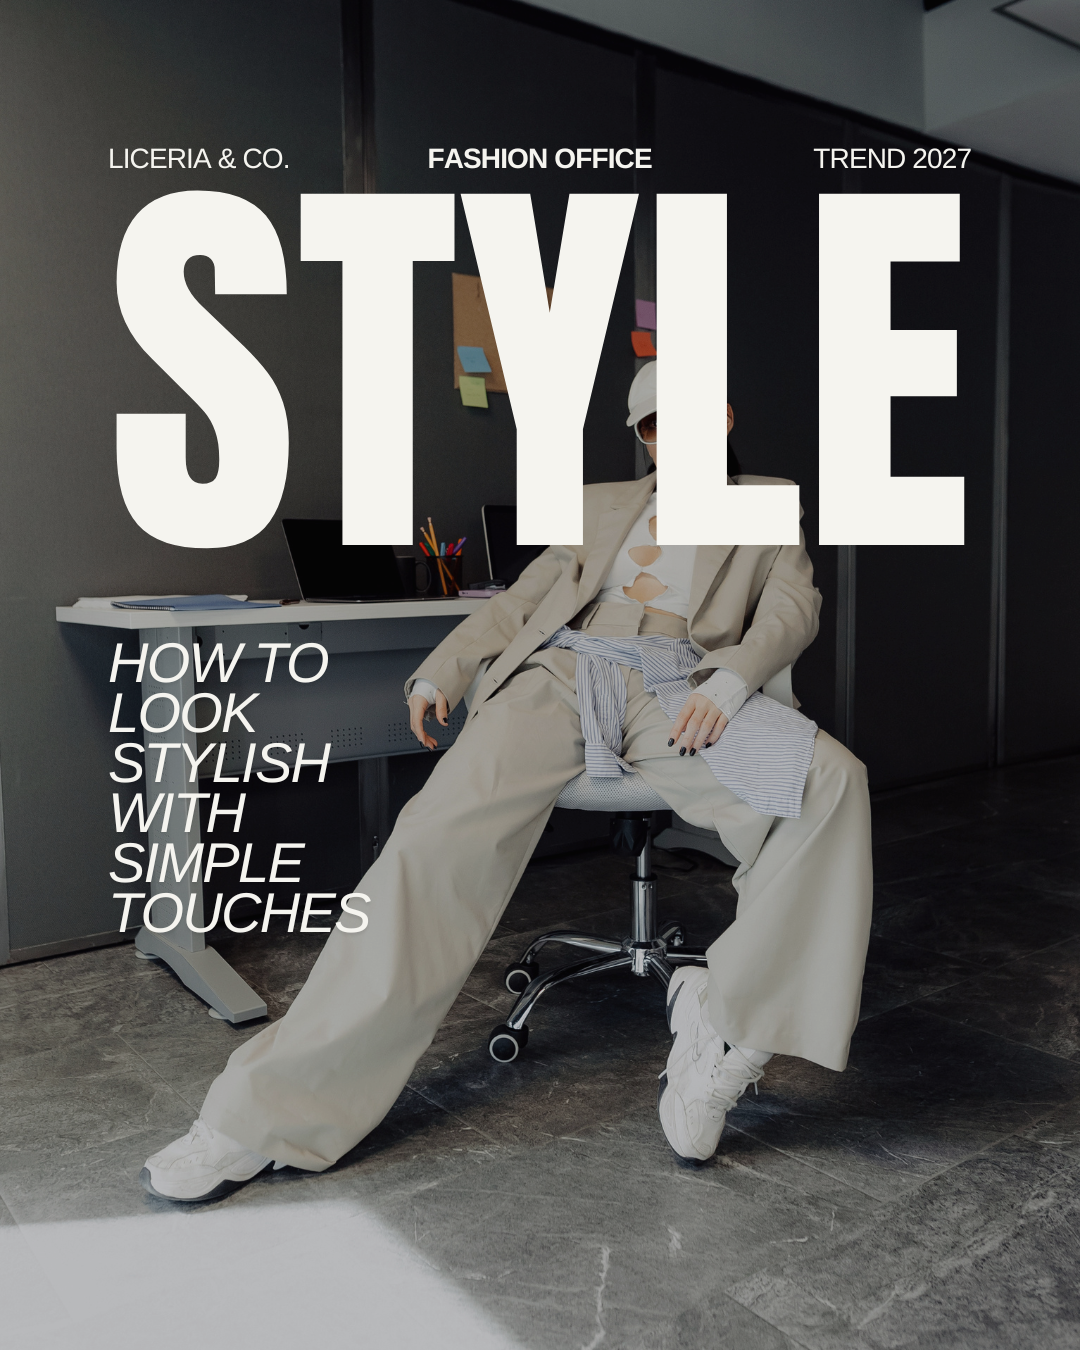 LICERIA & CO. FASHION OFFICE TREND 2027
STYLE
HOW TO
LOOK
STYLISH
WITH
SIMPLE
TOUCHES